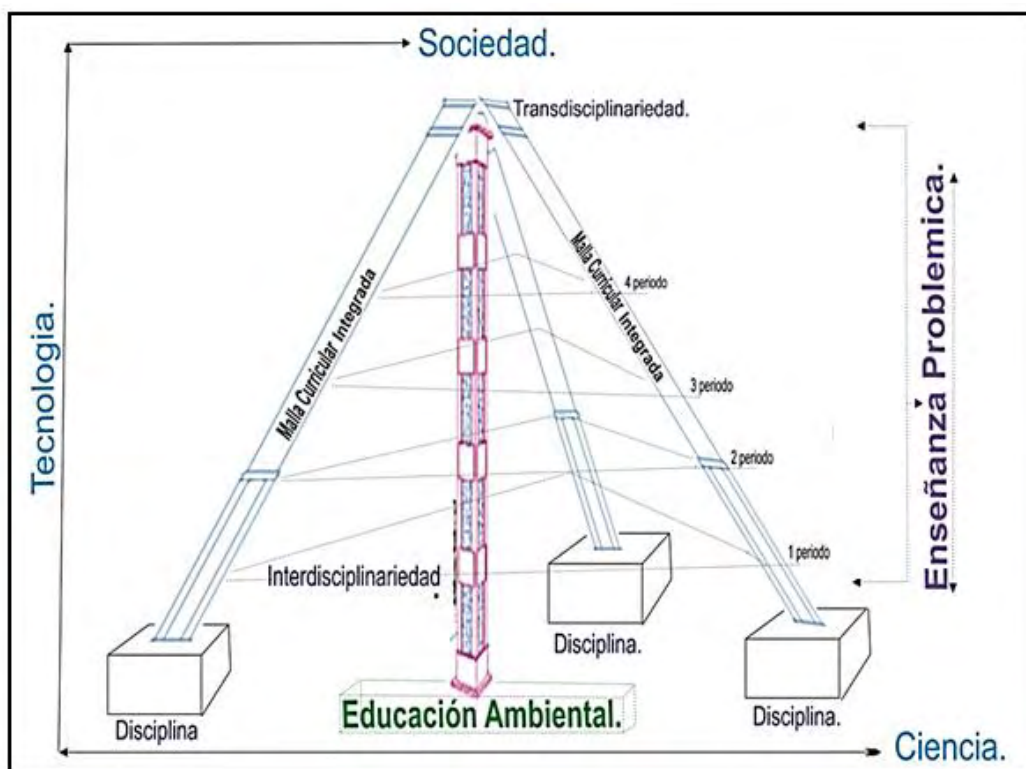 Sociedad.
Transdisciplinariedad.
Tecnologia.
Malla Curricular Integrada
Malla Curricular Integrada
Enseñanza Problemica.
4 periodo
3 periodo
2 periodo
1 periodo
Interdisciplinariedad
Disciplina.
Disciplina
Educación Ambiental.
Disciplina.
Ciencia.